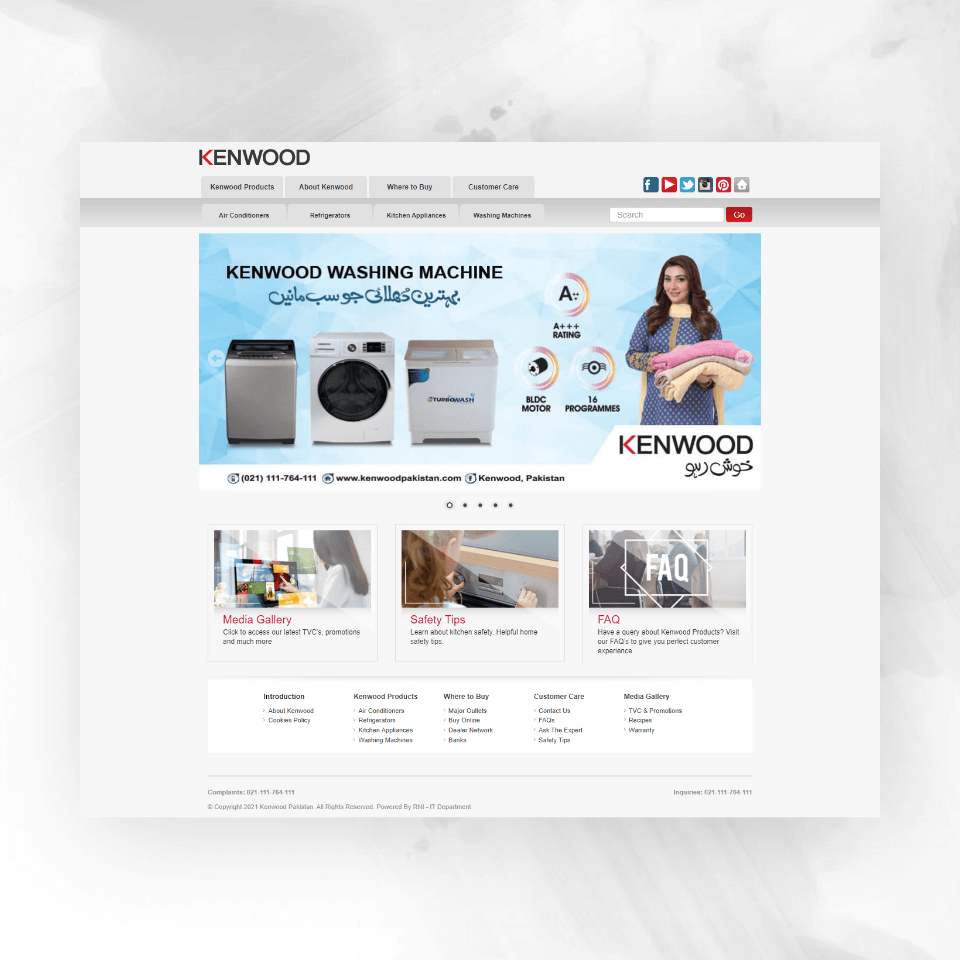 KENWOOD
Kenwood Products
About Kenwood
Where to Buy
Customer Care
Air Conditioners
Refrigerators
Kitchen Appliances
Washing Machines
Search
Go
KENWOOD WASHING MACHINE
بہترین دُھلائی جو سب مانیں
A++
A+++
RATING
BLDC
MOTOR
16
PROGRAMMES
TURBOWASH
KENWOOD
خوش رہو
(021) 111-764-111 www.kenwoodpakistan.com Kenwood, Pakistan
FAQ
Media Gallery
Click to access our latest TVC's, promotions
and much more
Safety Tips
Learn about kitchen safety. Helpful home
safety tips.
FAQ
Have a query about Kenwood Products? Visit
our FAQ's to give you perfect customer
experience
Introduction
About Kenwood
Cookies Policy
Kenwood Products
Air Conditioners
Refrigerators
Kitchen Appliances
Washing Machines
Where to Buy
Major Outlets
Buy Online
Dealer Network
Banks
Customer Care
Contact Us
FAQs
Ask The Expert
Safety Tips
Media Gallery
TVC & Promotions
Recipes
Warranty
Complaints: 021-111-764-111
Inquiries: 021-111-764-111
© Copyright 2021 Kenwood Pakistan. All Rights Reserved. Powered By RNI - IT Department